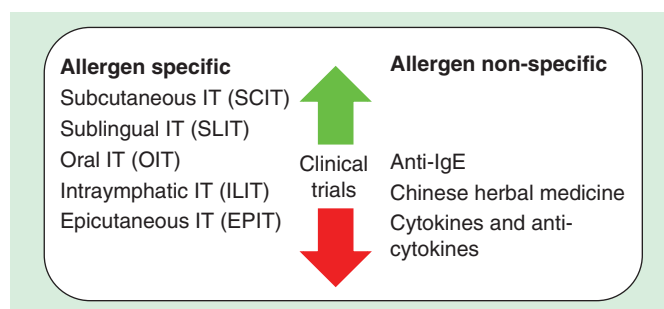 Allergen specific
Subcutaneous IT (SCIT)
Sublingual IT (SLIT)
Oral IT (OIT)
Intraymphatic IT (ILIT)
Epicutaneous IT (EPIT)
Clinical
trials
Allergen non-specific
Anti-IgE
Chinese herbal medicine
Cytokines and anti-
cytokines